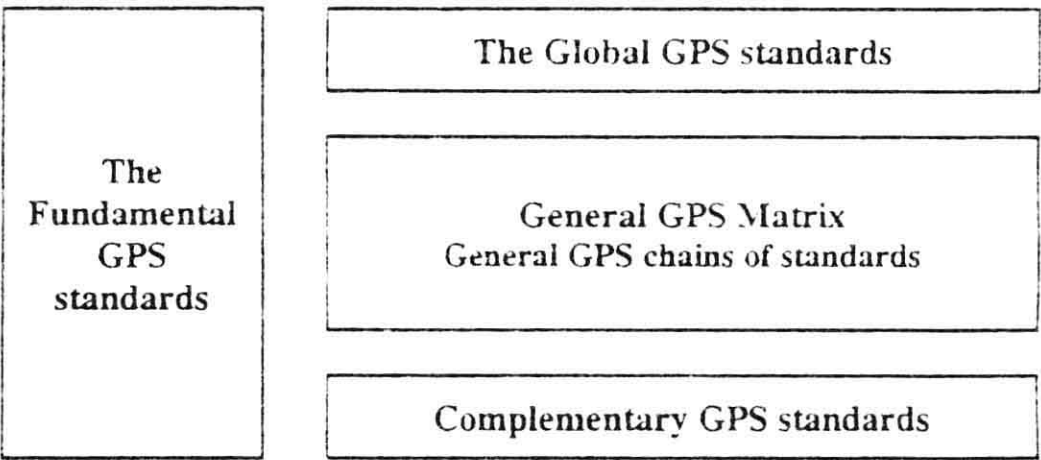 The
Fundamental
GPS
standards
The Global GPS standards
General GPS Matrix
General GPS chains of standards
Complementary GPS standards